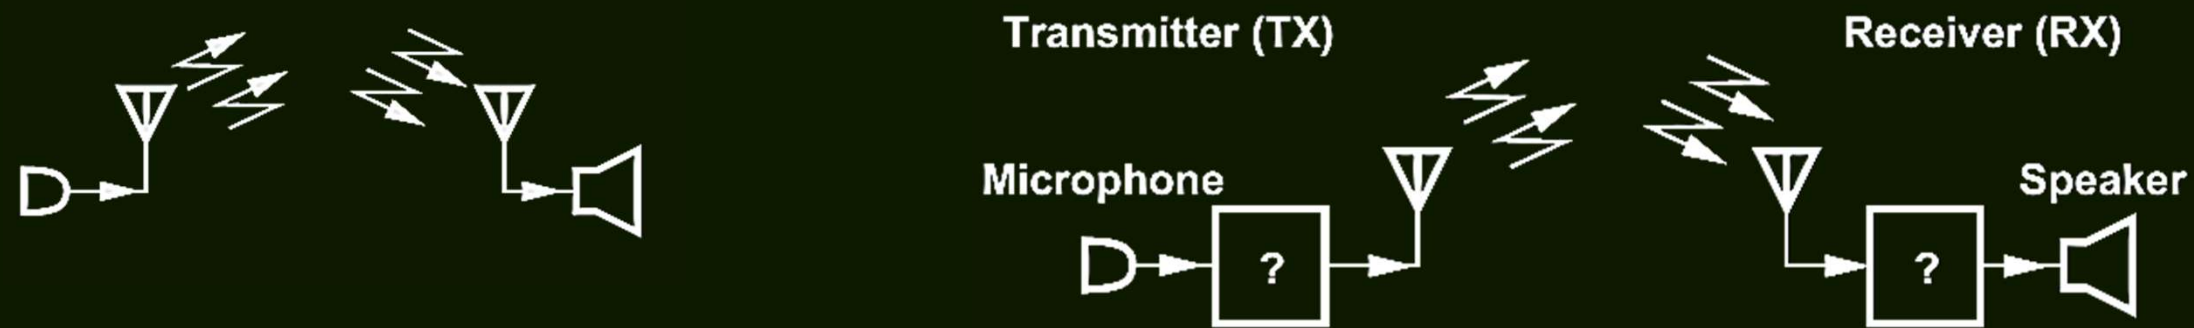 Transmitter (TX)
Receiver (RX)
Microphone
Speaker
?
?